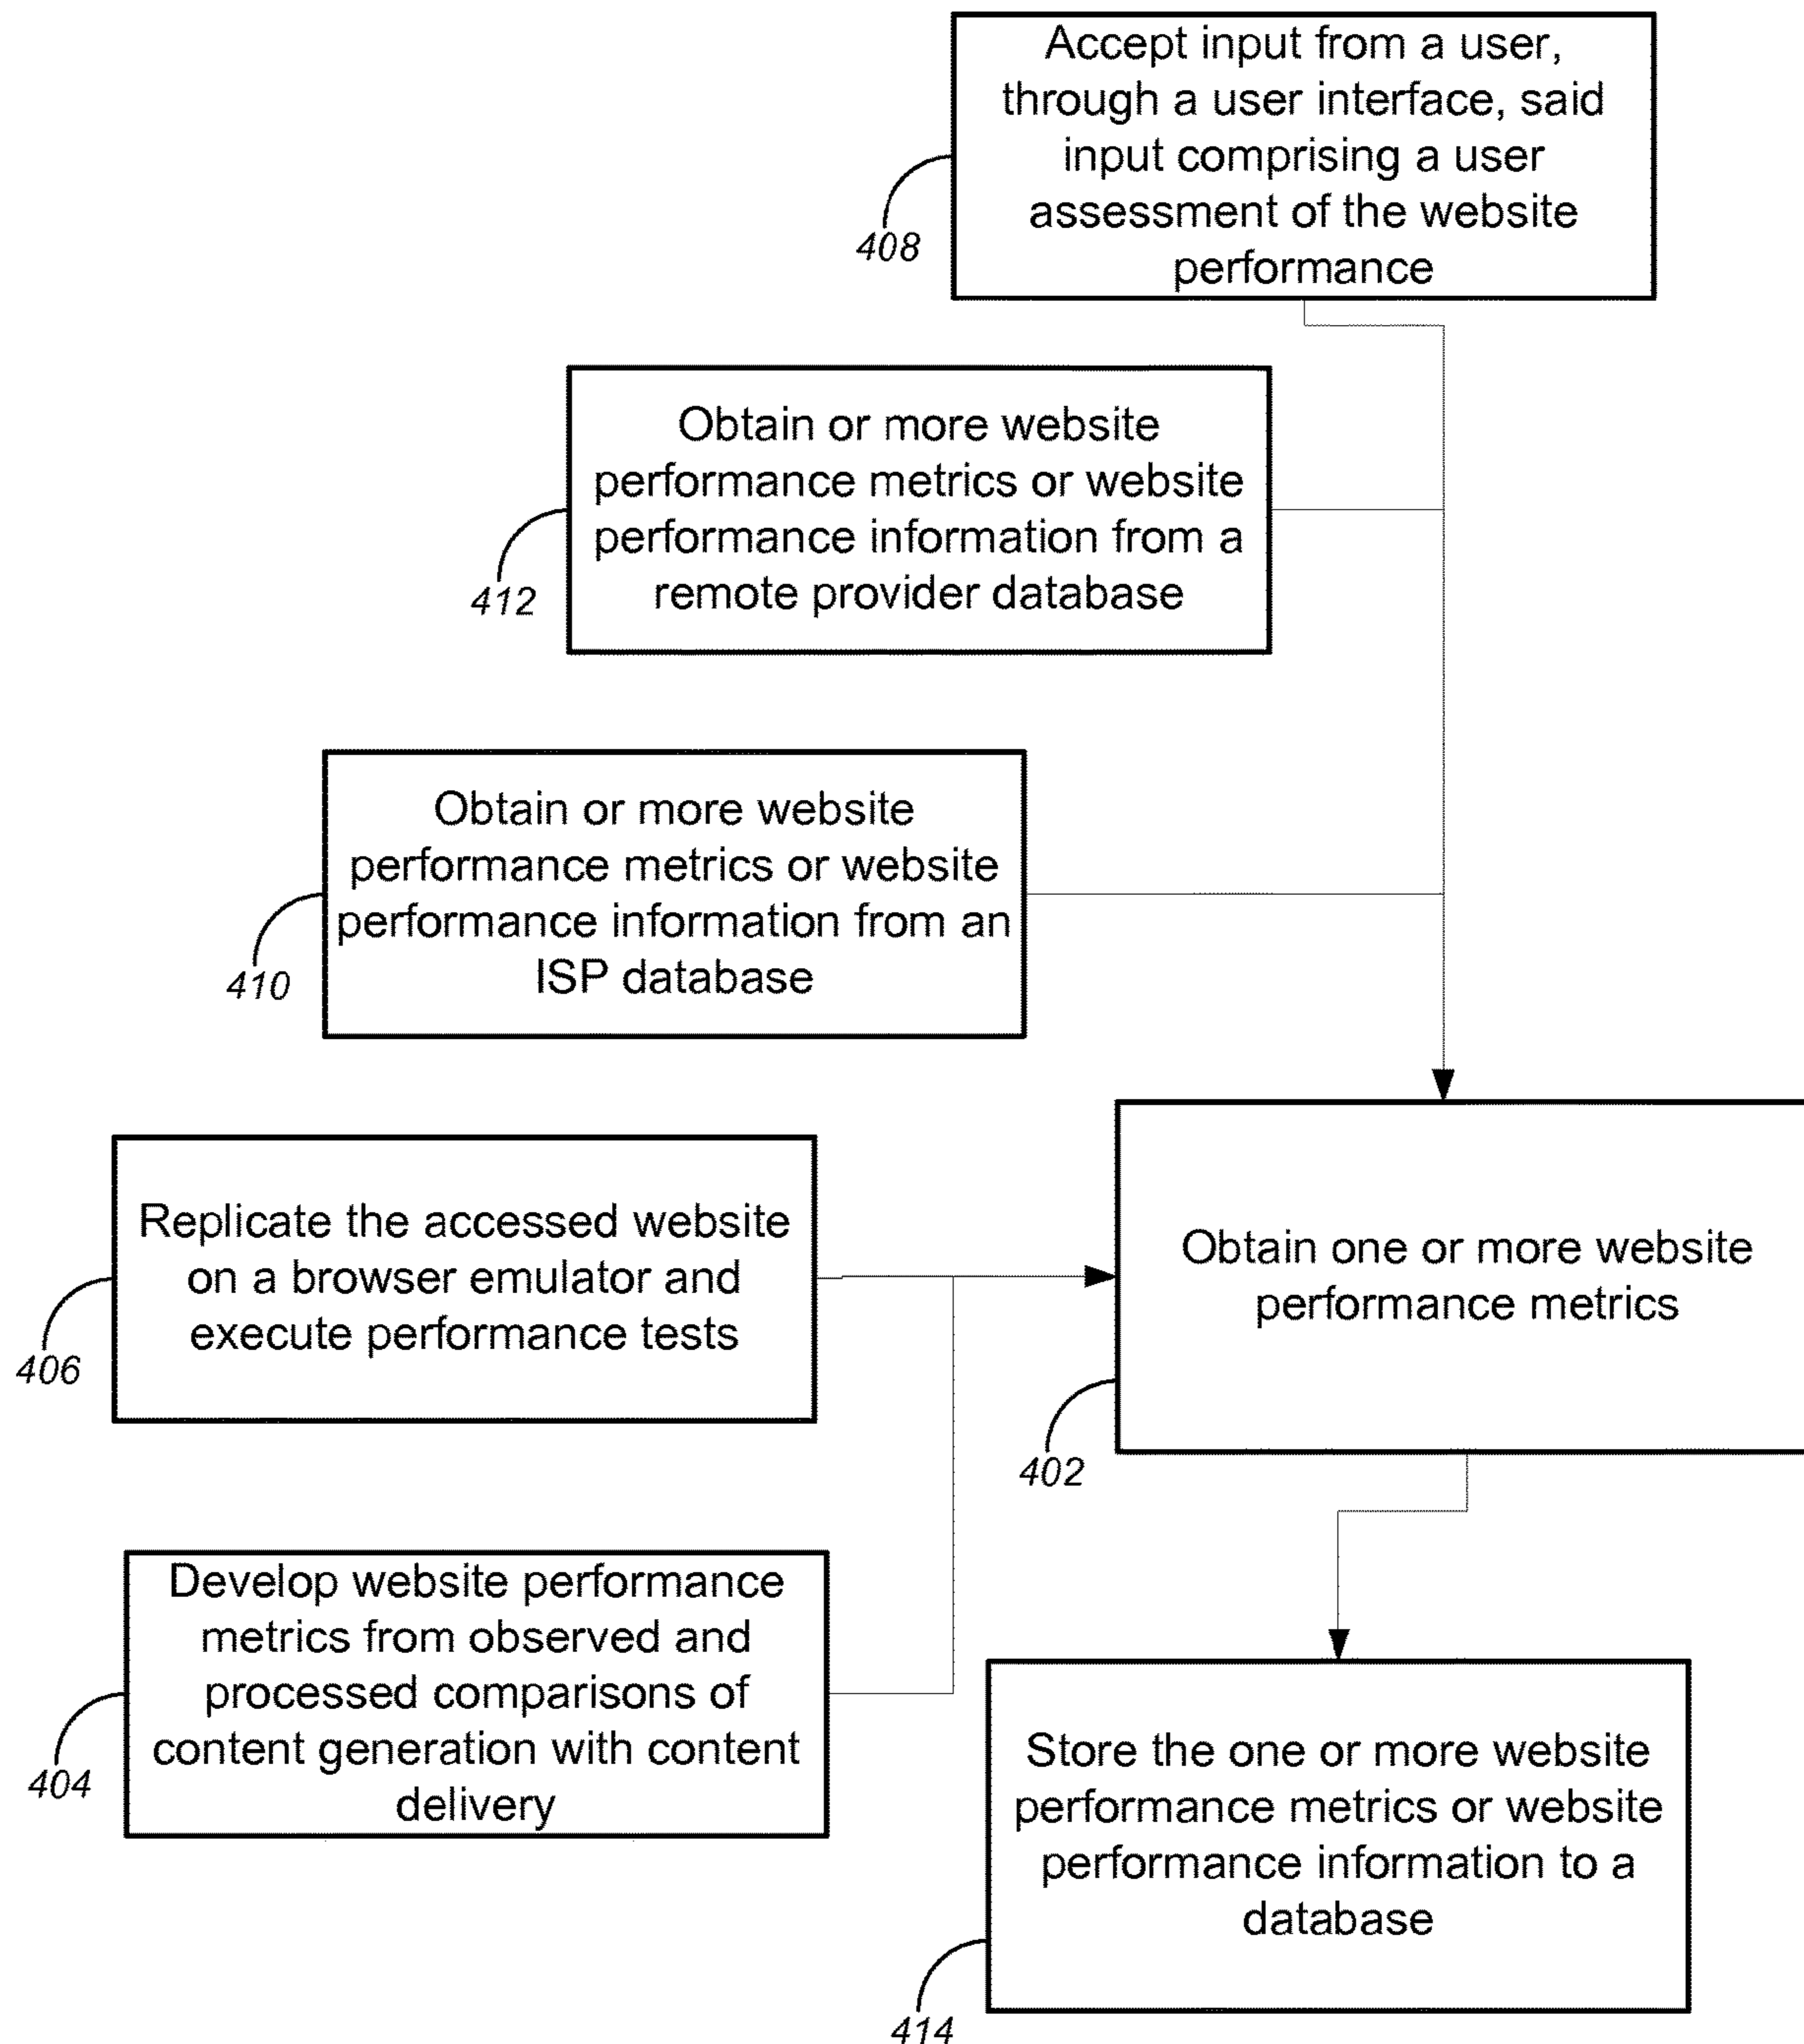 Accept input from a user,
through a user interface, said
input comprising a user
assessment of the website
performance
408
Obtain or more website
performance metrics or website
performance information from a
remote provider database
412
Obtain or more website
performance metrics or website
performance information from an
ISP database
410
Replicate the accessed website
on a browser emulator and
execute performance tests
406
Obtain one or more website
performance metrics
402
Develop website performance
metrics from observed and
processed comparisons of
content generation with content
delivery
404
Store the one or more website
performance metrics or website
performance information to a
database
414